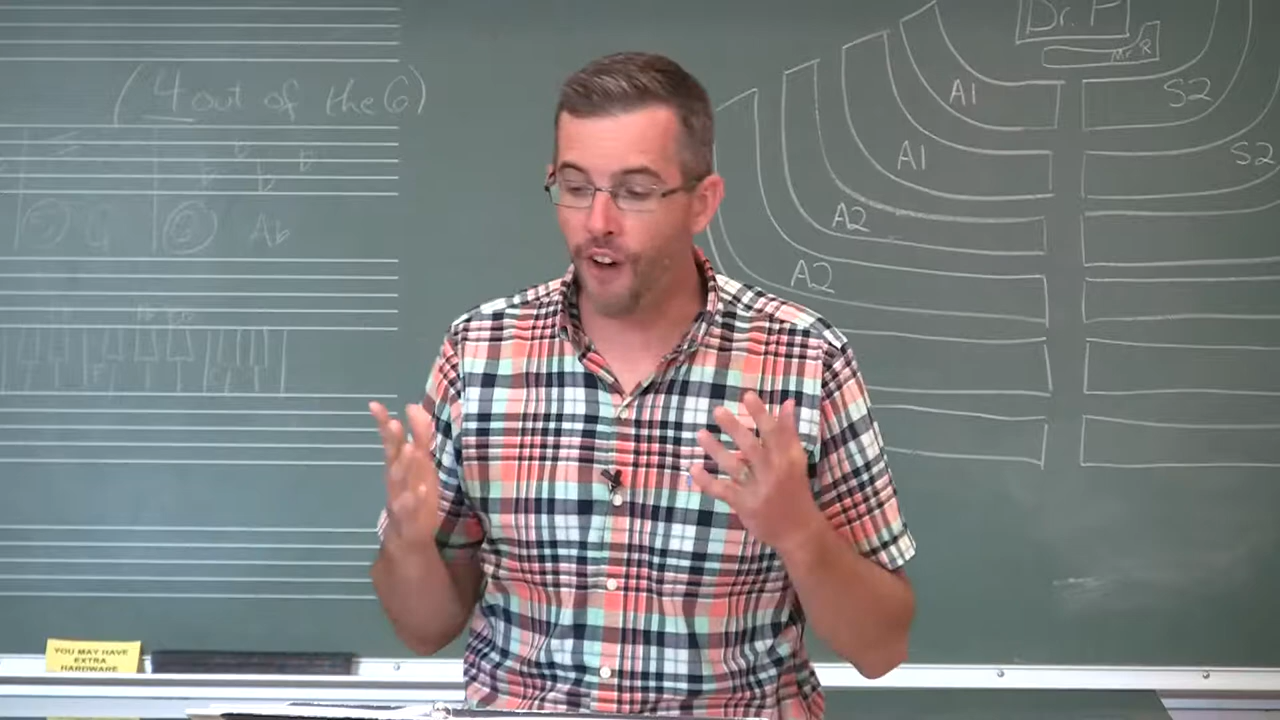 (4 out of the 6)
Dr. P
Mr R
A1
S2
A1
S2
A2
A2
Ab
YOU MAY HAVE
EXTRA
HARDWARE